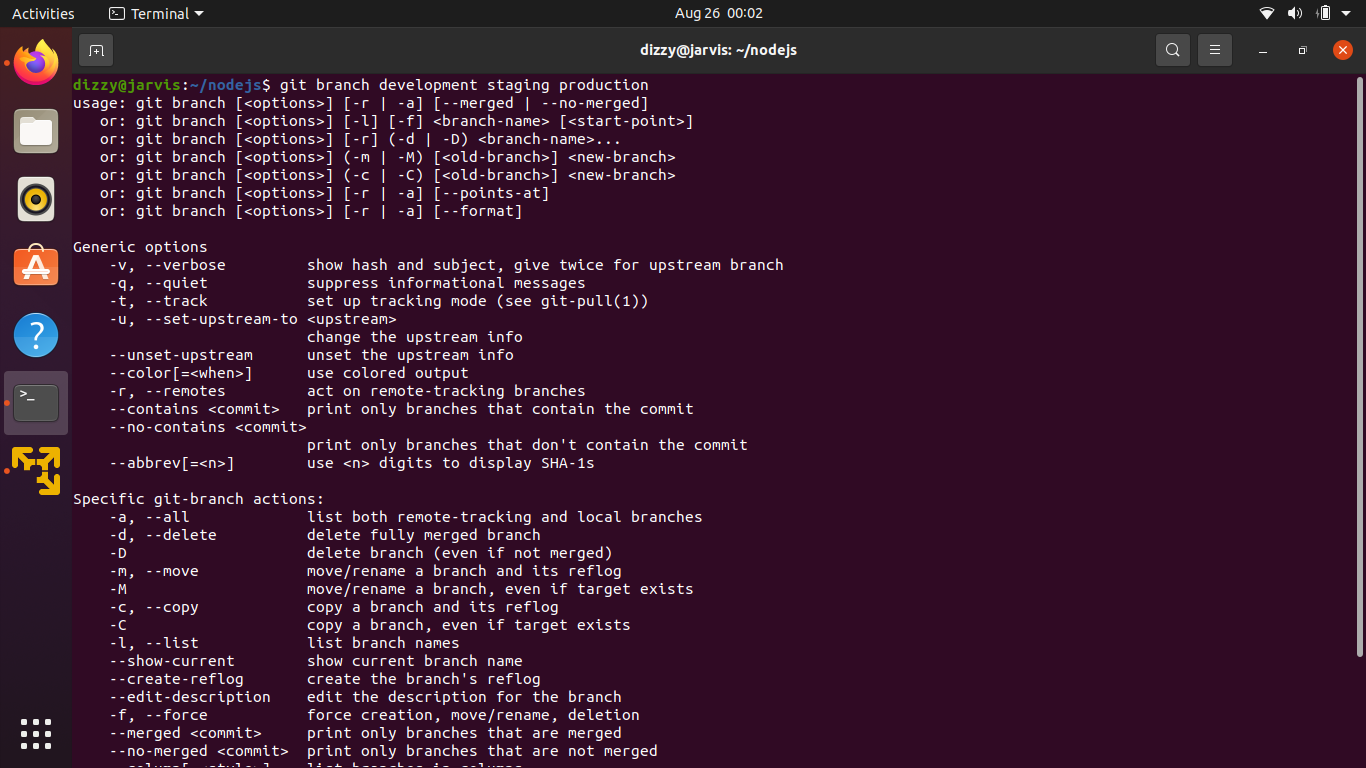 Activities
Terminal
Aug 26 00:02
dizzy@jarvis: ~/nodejs
dizzy@jarvis:~/nodejs$ git branch development staging production
usage: git branch [<options>] [-r | -a] [--merged | --no-merged]
   or: git branch [<options>] [-l] [-f] <branch-name> [<start-point>]
   or: git branch [<options>] [-r] (-d | -D) <branch-name>...
   or: git branch [<options>] (-m | -M) [<old-branch>] <new-branch>
   or: git branch [<options>] (-c | -C) [<old-branch>] <new-branch>
   or: git branch [<options>] [-r | -a] [--points-at]
   or: git branch [<options>] [-r | -a] [--format]
Generic options
    -v, --verbose         show hash and subject, give twice for upstream branch
    -q, --quiet           suppress informational messages
    -t, --track           set up tracking mode (see git-pull(1))
    -u, --set-upstream-to <upstream>
                          change the upstream info
    --unset-upstream      unset the upstream info
    --color[=<when>]      use colored output
    -r, --remotes         act on remote-tracking branches
    --contains <commit>   print only branches that contain the commit
    --no-contains <commit>
                          print only branches that don't contain the commit
    --abbrev[=<n>]        use <n> digits to display SHA-1s
Specific git-branch actions:
    -a, --all             list both remote-tracking and local branches
    -d, --delete          delete fully merged branch
    -D                    delete branch (even if not merged)
    -m, --move            move/rename a branch and its reflog
    -M                    move/rename a branch, even if target exists
    -c, --copy            copy a branch and its reflog
    -C                    copy a branch, even if target exists
    -l, --list            list branch names
    --show-current        show current branch name
    --create-reflog       create the branch's reflog
    --edit-description    edit the description for the branch
    -f, --force           force creation, move/rename, deletion
    --merged <commit>     print only branches that are merged
    --no-merged <commit>  print only branches that are not merged